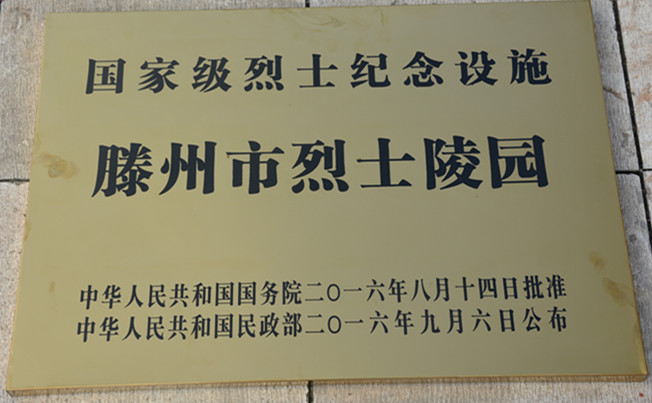 国家级烈士纪念设施
滕州市烈士陵园
中华人民共和国国务院二〇一六年八月十四日批准
中华人民共和国民政部二〇一六年九月六日公布